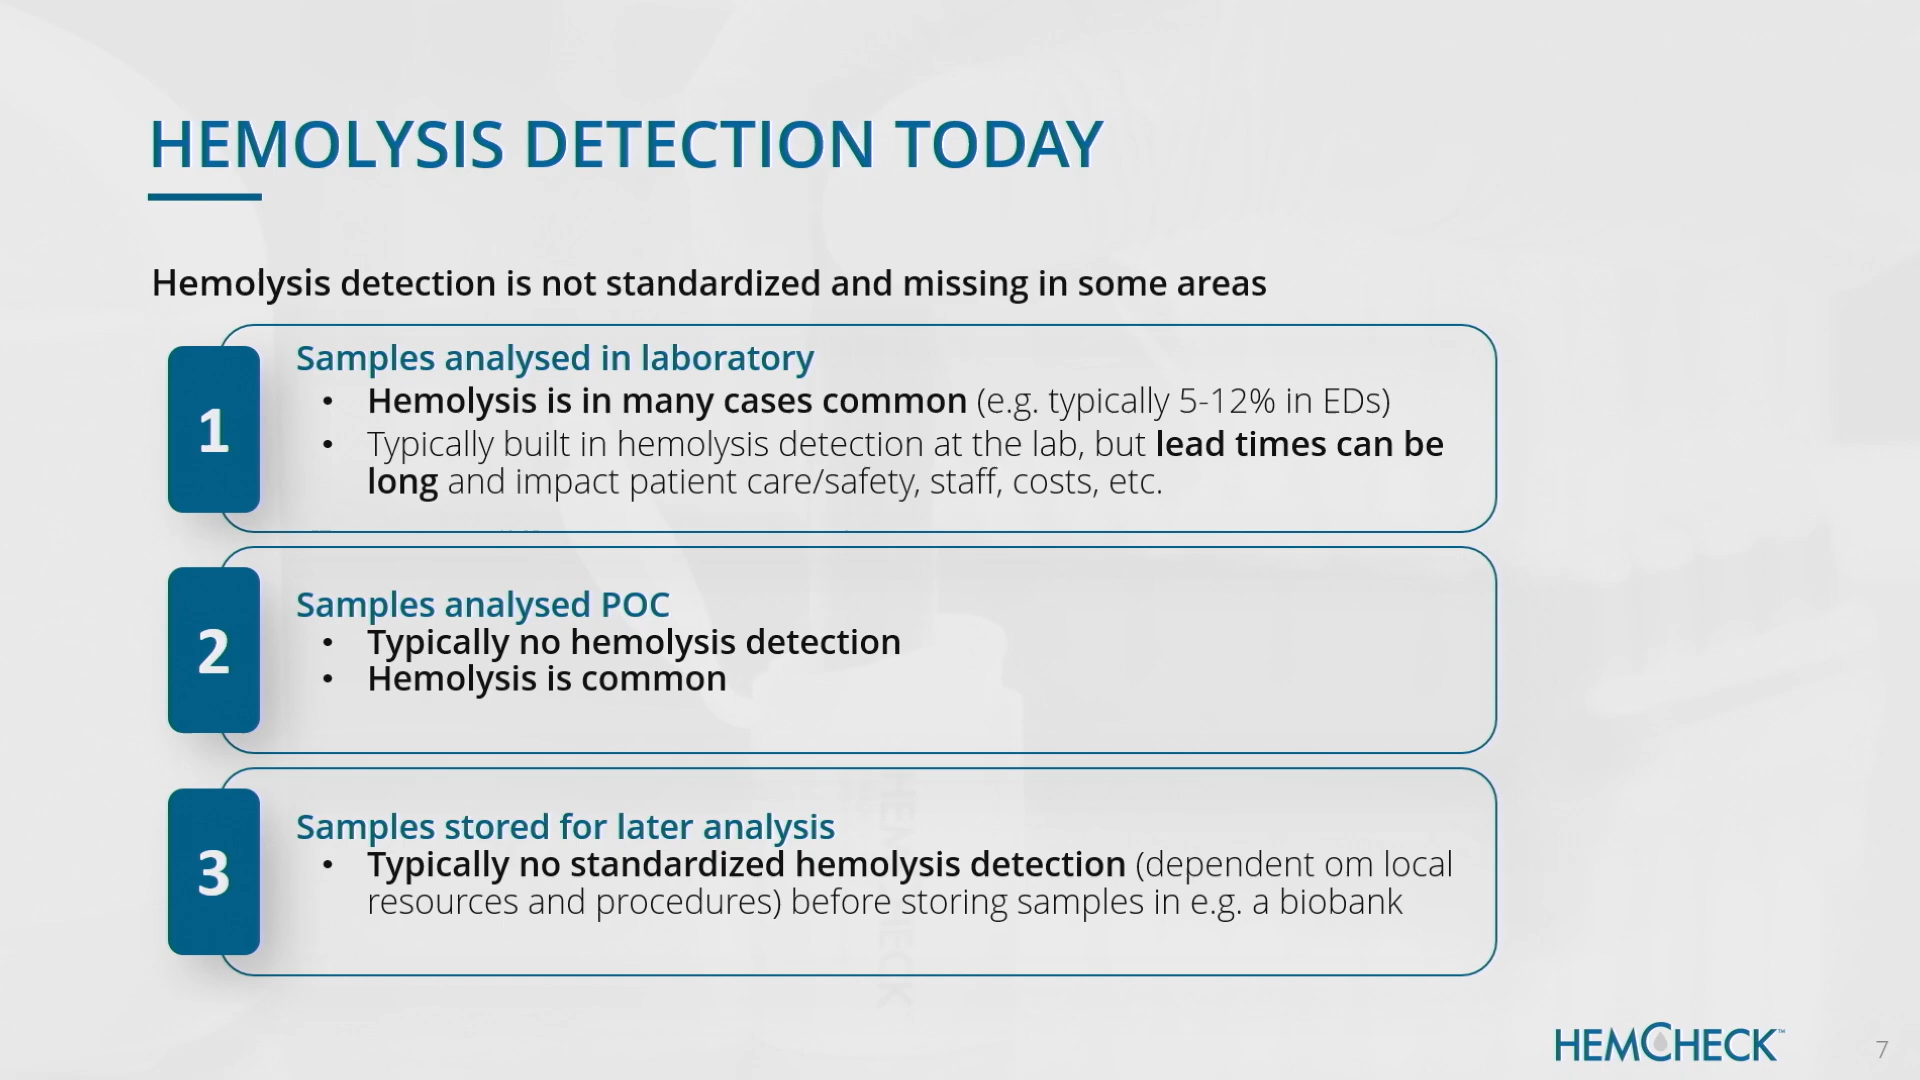 HEMOLYSIS DETECTION TODAY
Hemolysis detection is not standardized and missing in some areas
1
Samples analysed in laboratory
• Hemolysis is in many cases common (e.g. typically 5-12% in EDs)
• Typically built in hemolysis detection at the lab, but lead times can be
long and impact patient care/safety, staff, costs, etc.
2
Samples analysed POC
• Typically no hemolysis detection
• Hemolysis is common
3
Samples stored for later analysis
• Typically no standardized hemolysis detection (dependent om local
resources and procedures) before storing samples in e.g. a biobank
HEMCHECK™
7